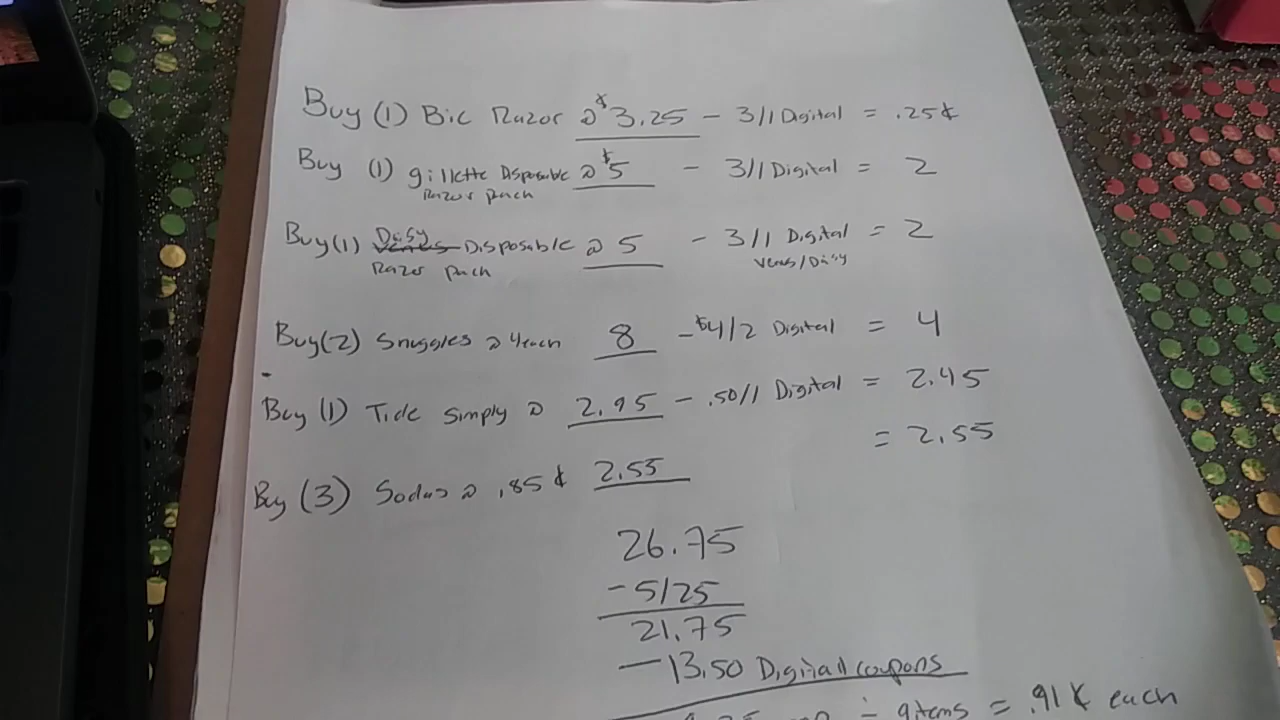 Buy (1) Bic Razor @ $3.25 - 3/1 Digital = .25¢
Buy (1) gillette Disposable @ $5 - 3/1 Digital = 2
Razor pack
Buy (1) Venus Daisy Disposable @ 5 - 3/1 Digital = 2
Razor pack Venus/Daisy
Buy (2) Snuggles @ 4 each 8 - $4/2 Digital = 4
Buy (1) Tide Simply @ 2.95 - .50/1 Digital = 2.45
= 2.55
Buy (3) Sodas @ .85¢ 2.55
26.75
- 5/25
21.75
- 13.50 Digital coupons
÷ 9 items = .91¢ each